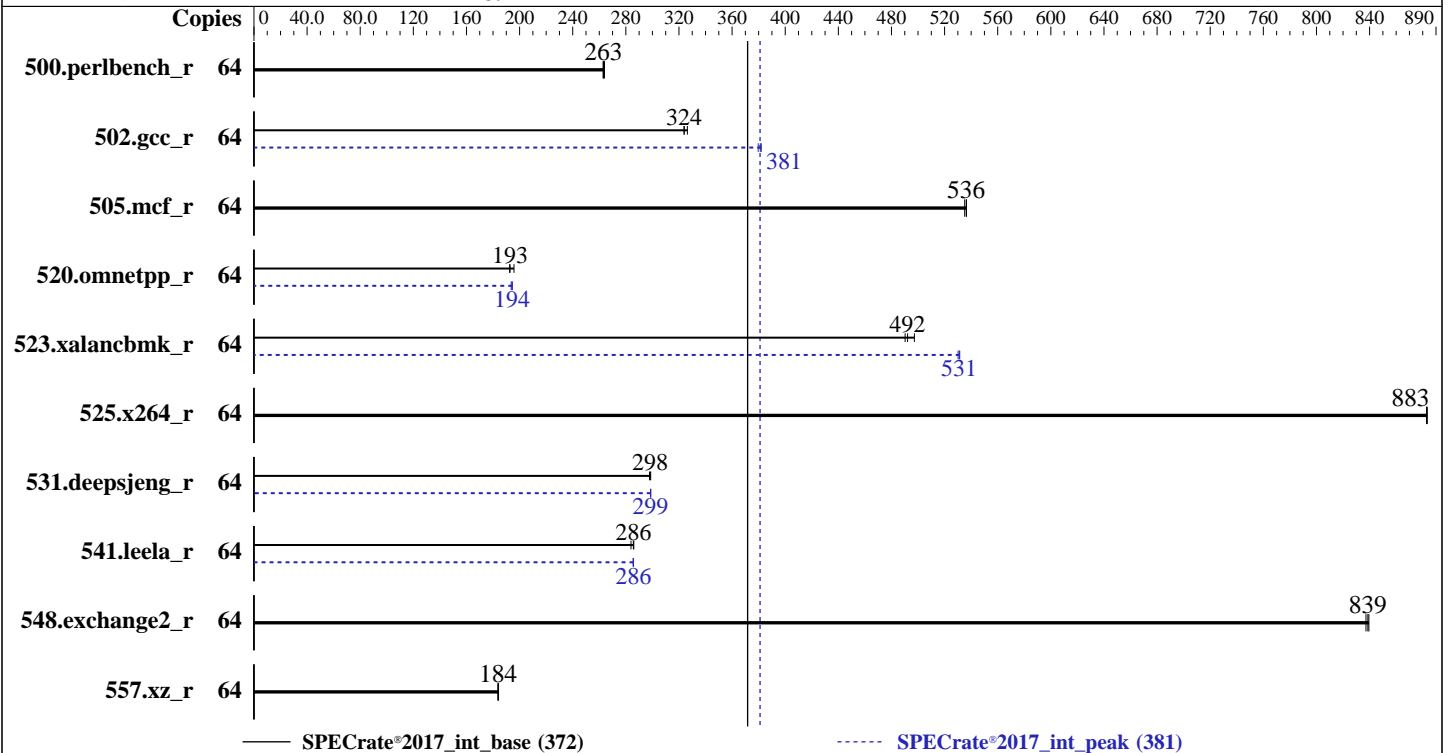 Copies 0 40.0 80.0 120 160 200 240 280 320 360 400 440 480 520 560 600 640 680 720 760 800 840 890
263
500.perlbench_r 64
324
502.gcc_r 64
381
536
505.mcf_r 64
193
520.omnetpp_r 64
194
492
523.xalancbmk_r 64
531
883
525.x264_r 64
298
531.deepsjeng_r 64
299
286
541.leela_r 64
286
839
548.exchange2_r 64
184
557.xz_r 64
SPECrate®2017_int_base (372) SPECrate®2017_int_peak (381)